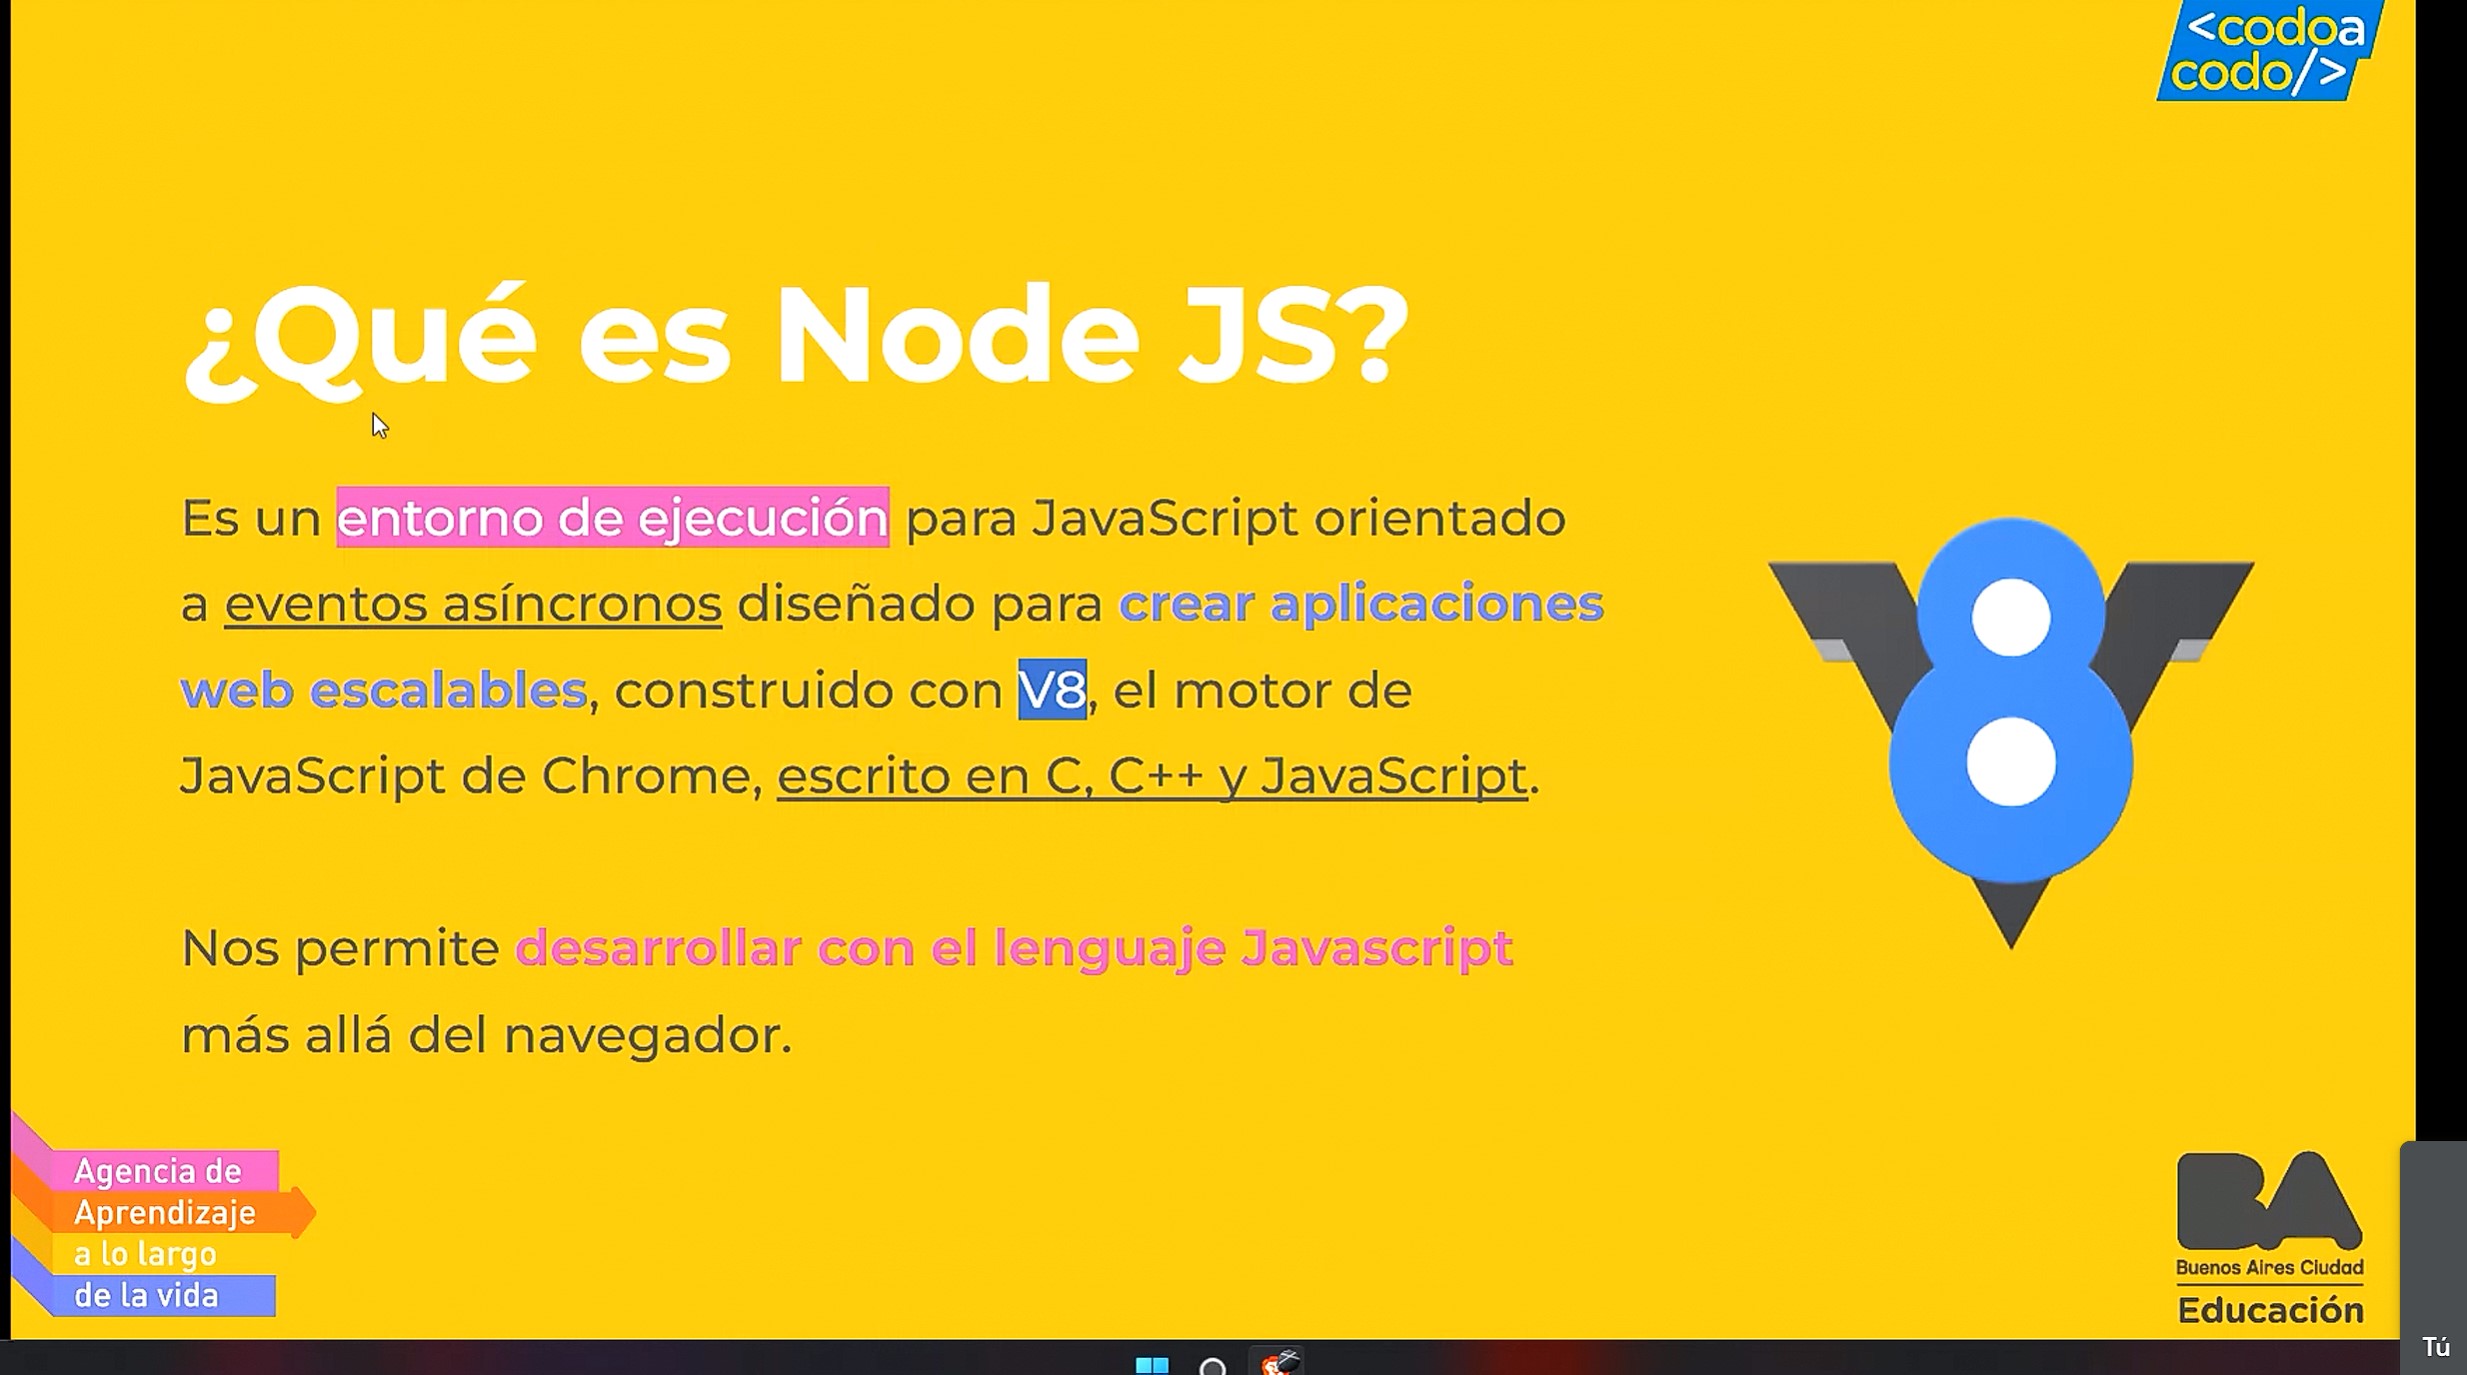 <codoa
codo/>
¿Qué es Node JS?
Es un entorno de ejecución para JavaScript orientado
a eventos asíncronos diseñado para crear aplicaciones
web escalables, construido con V8, el motor de
JavaScript de Chrome, escrito en C, C++ y JavaScript.
Nos permite desarrollar con el lenguaje Javascript
más allá del navegador.
V8
Agencia de
Aprendizaje
a lo largo
de la vida
BA
Buenos Aires Ciudad
Educación
Tú